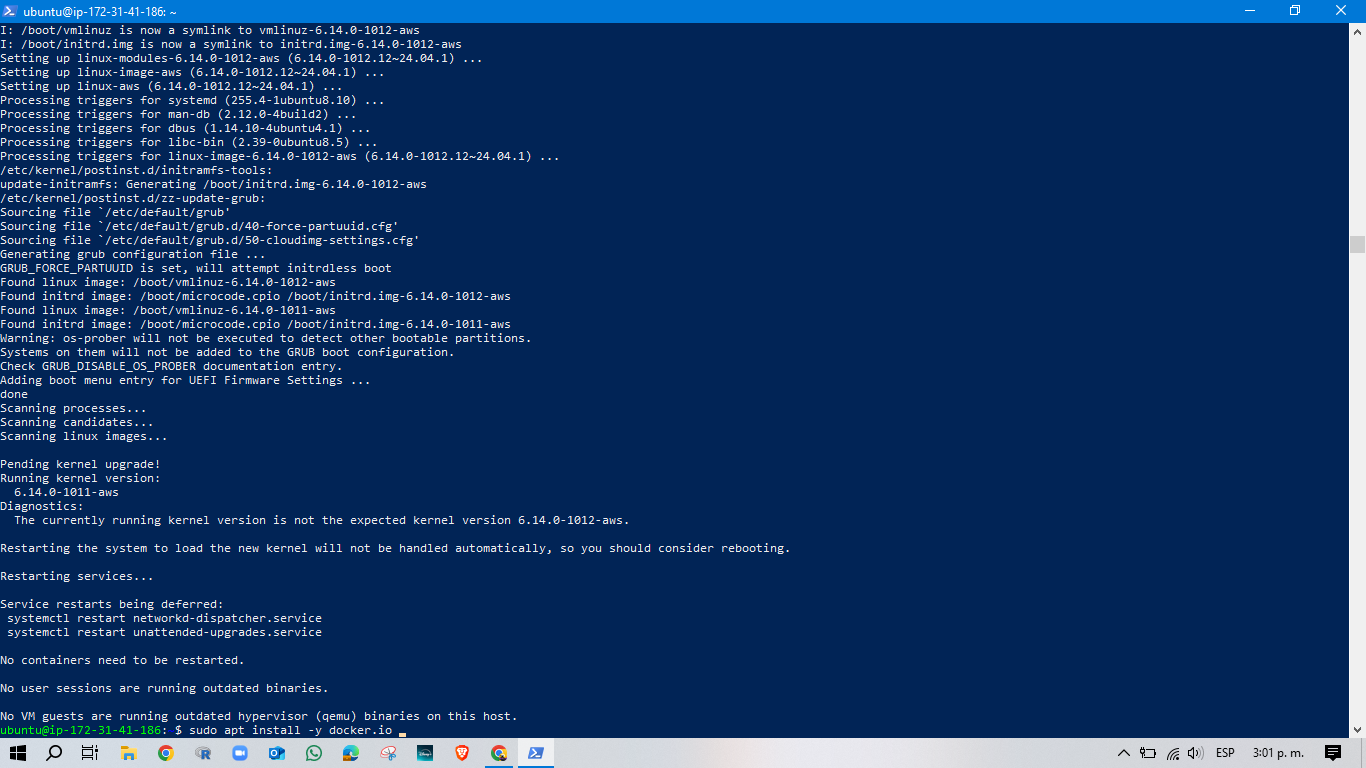 ubuntu@ip-172-31-41-186: ~
I: /boot/vmlinuz is now a symlink to vmlinuz-6.14.0-1012-aws
I: /boot/initrd.img is now a symlink to initrd.img-6.14.0-1012-aws
Setting up linux-modules-6.14.0-1012-aws (6.14.0-1012.12~24.04.1) ...
Setting up linux-image-aws (6.14.0-1012.12~24.04.1) ...
Setting up linux-aws (6.14.0-1012.12~24.04.1) ...
Processing triggers for systemd (255.4-1ubuntu8.10) ...
Processing triggers for man-db (2.12.0-4build2) ...
Processing triggers for dbus (1.14.10-4ubuntu4.1) ...
Processing triggers for libc-bin (2.39-0ubuntu8.5) ...
Processing triggers for linux-image-6.14.0-1012-aws (6.14.0-1012.12~24.04.1) ...
/etc/kernel/postinst.d/initramfs-tools:
update-initramfs: Generating /boot/initrd.img-6.14.0-1012-aws
/etc/kernel/postinst.d/zz-update-grub:
Sourcing file `/etc/default/grub'
Sourcing file `/etc/default/grub.d/40-force-partuuid.cfg'
Sourcing file `/etc/default/grub.d/50-cloudimg-settings.cfg'
Generating grub configuration file ...
GRUB_FORCE_PARTUUID is set, will attempt initrdless boot
Found linux image: /boot/vmlinuz-6.14.0-1012-aws
Found initrd image: /boot/microcode.cpio /boot/initrd.img-6.14.0-1012-aws
Found linux image: /boot/vmlinuz-6.14.0-1011-aws
Found initrd image: /boot/microcode.cpio /boot/initrd.img-6.14.0-1011-aws
Warning: os-prober will not be executed to detect other bootable partitions.
Systems on them will not be added to the GRUB boot configuration.
Check GRUB_DISABLE_OS_PROBER documentation entry.
Adding boot menu entry for UEFI Firmware Settings ...
done
Scanning processes...
Scanning candidates...
Scanning linux images...
Pending kernel upgrade!
Running kernel version:
6.14.0-1011-aws
Diagnostics:
The currently running kernel version is not the expected kernel version 6.14.0-1012-aws.
Restarting the system to load the new kernel will not be handled automatically, so you should consider rebooting.
Restarting services...
Service restarts being deferred:
systemctl restart networkd-dispatcher.service
systemctl restart unattended-upgrades.service
No containers need to be restarted.
No user sessions are running outdated binaries.
No VM guests are running outdated hypervisor (qemu) binaries on this host.
ubuntu@ip-172-31-41-186: $ sudo apt install -y docker.io
ESP 3:01 p. m.